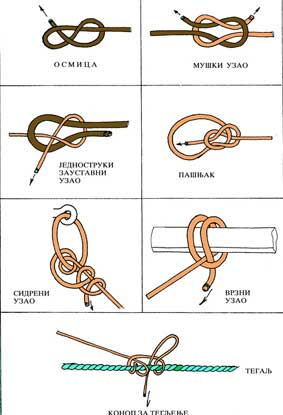 ОСМИЦА
МУШКИ УЗАО
ЈЕДНОСТРУКИ
ЗАУСТАВНИ
УЗАО
ПАШЊАК
СИДРЕНИ
УЗАО
ВРЗНИ
УЗАО
ТЕГАЉ
КОНОП ЗА ТЕГЉЕЊЕ